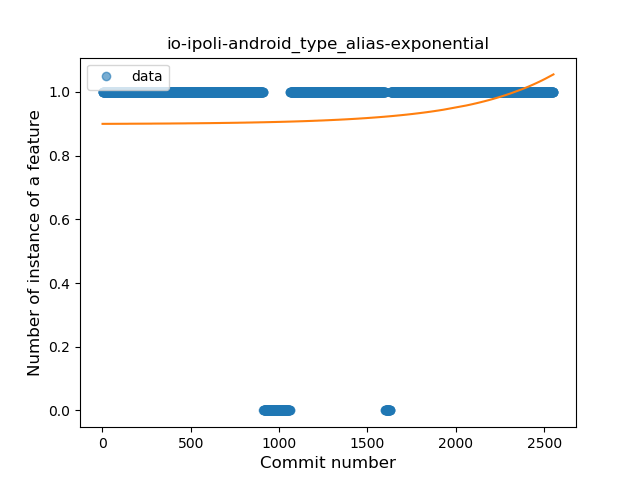 io-ipoli-android_type_alias-exponential
data
Number of instance of a feature
1.0
0.8
0.6
0.4
0.2
0.0
0 500 1000 1500 2000 2500
Commit number